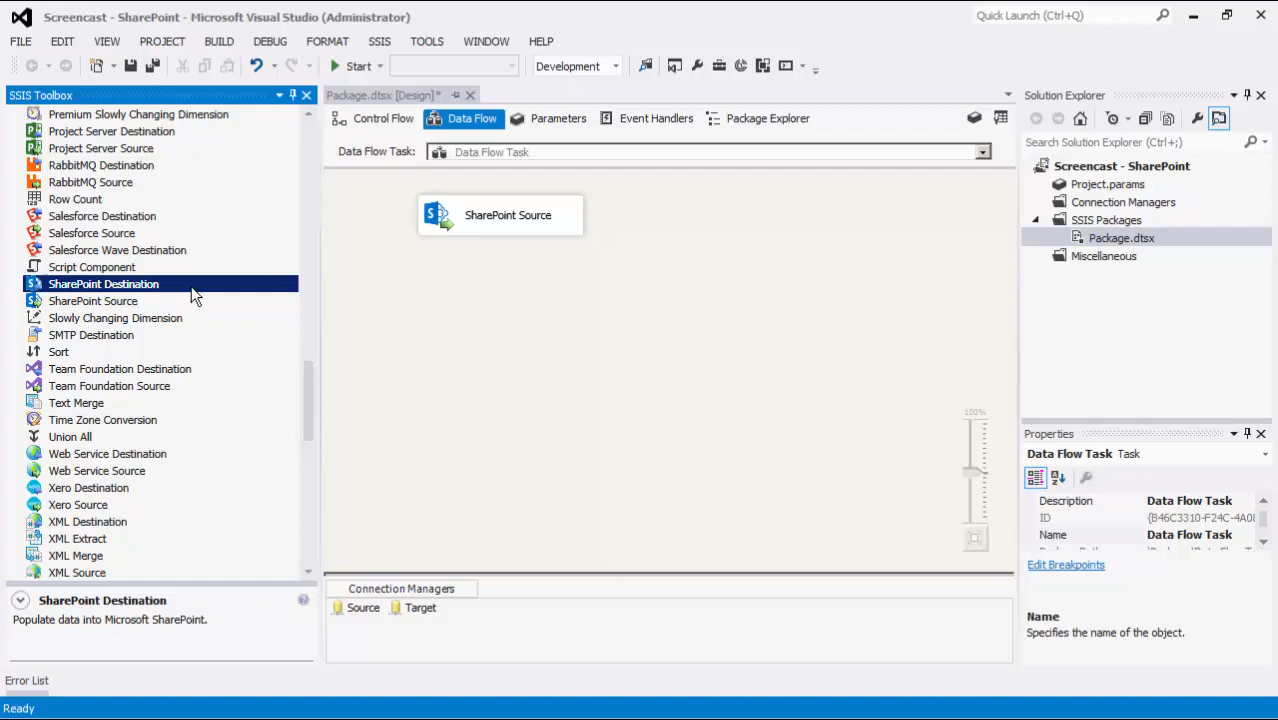 Screencast - SharePoint - Microsoft Visual Studio (Administrator)
Quick Launch (Ctrl+Q)
FILE EDIT VIEW PROJECT BUILD DEBUG FORMAT SSIS TOOLS WINDOW HELP
Start
Development
SSIS Toolbox
Premium Slowly Changing Dimension
Project Server Destination
Project Server Source
RabbitMQ Destination
RabbitMQ Source
Row Count
Salesforce Destination
Salesforce Source
Salesforce Wave Destination
Script Component
SharePoint Destination
SharePoint Source
Slowly Changing Dimension
SMTP Destination
Sort
Team Foundation Destination
Team Foundation Source
Text Merge
Time Zone Conversion
Union All
Web Service Destination
Web Service Source
Xero Destination
Xero Source
XML Destination
XML Extract
XML Merge
XML Source
SharePoint Destination
Populate data into Microsoft SharePoint.
Package.dtsx [Design]*
Control Flow Data Flow Parameters Event Handlers Package Explorer
Data Flow Task: Data Flow Task
SharePoint Source
100%
Connection Managers
Source Target
Solution Explorer
Search Solution Explorer (Ctrl+;)
Screencast - SharePoint
Project.params
Connection Managers
SSIS Packages
Package.dtsx
Miscellaneous
Properties
Data Flow Task Task
Description Data Flow Task
ID {B46C3310-F24C-4A08
Name Data Flow Task
Edit Breakpoints
Name
Specifies the name of the object.
Error List
Ready